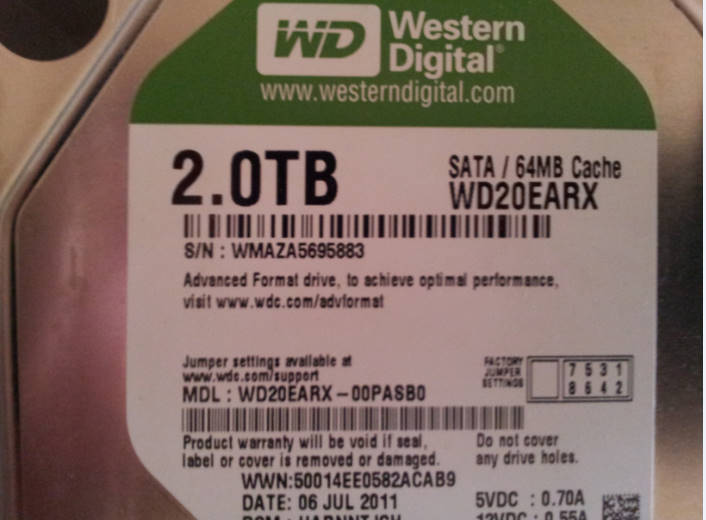 WD Western
Digital®
www.westerndigital.com
2.0TB
SATA / 64MB Cache
WD20EARX
S/N : WMAZA5695883
Advanced Format drive, to achieve optimal performance,
visit www.wdc.com/advformat
Jumper settings available at
www.wdc.com/support
FACTORY
JUMPER
SETTINGS
7 5 3 1
8 6 4 2
MDL : WD20EARX – 00PASB0
Product warranty will be void if seal,
label or cover is removed or damaged.
Do not cover
any drive holes.
WWN:50014EE0582ACAB9
DATE: 06 JUL 2011
5VDC : 0.70A
12VDC : 0.55A